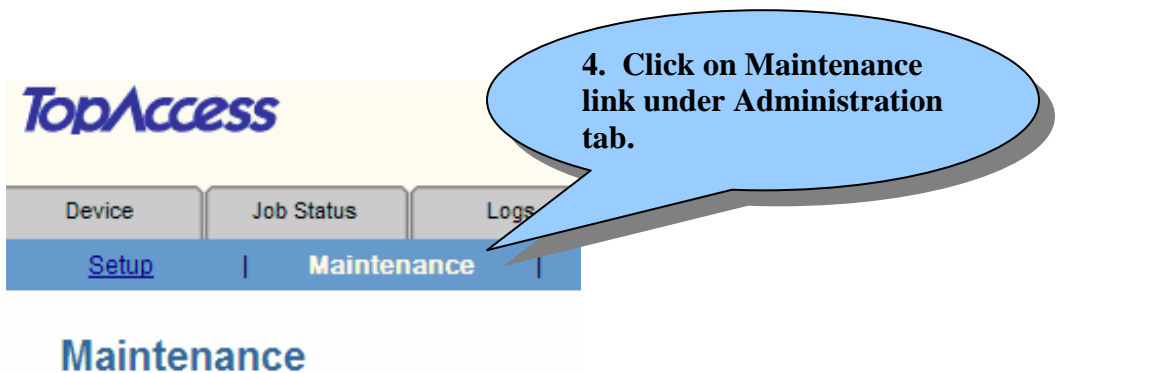 4. Click on Maintenance
link under Administration
tab.
TopAccess
Device Job Status Logs
Setup | Maintenance |
Maintenance